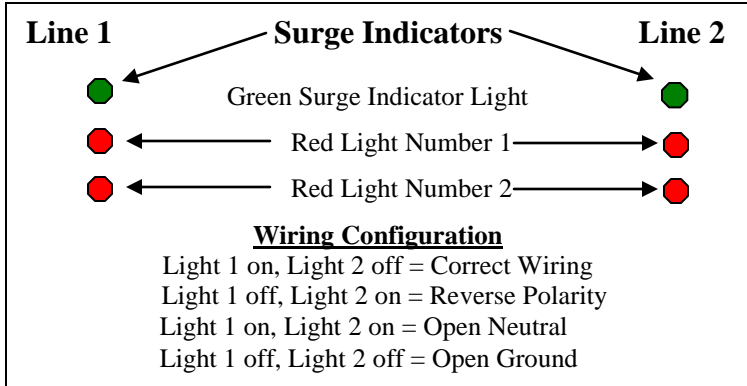 Line 1 Surge Indicators Line 2
Green Surge Indicator Light
Red Light Number 1
Red Light Number 2
Wiring Configuration
Light 1 on, Light 2 off = Correct Wiring
Light 1 off, Light 2 on = Reverse Polarity
Light 1 on, Light 2 on = Open Neutral
Light 1 off, Light 2 off = Open Ground